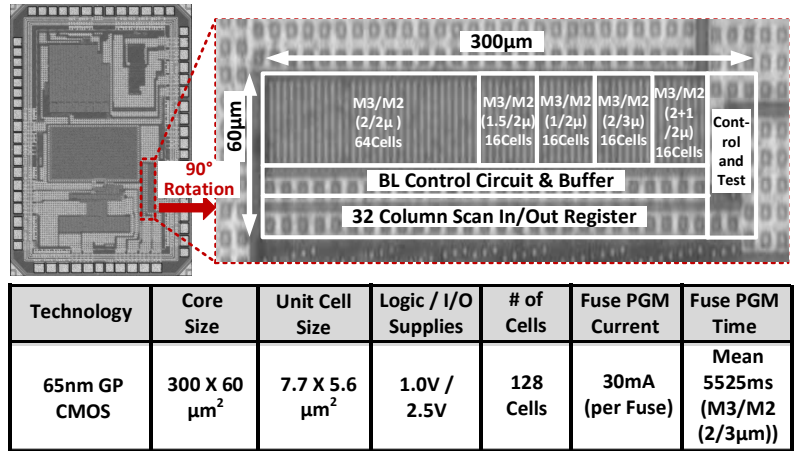 300µm
60µm
M3/M2
(2/2µ )
64Cells
M3/M2
(1.5/2µ)
16Cells
M3/M2
(1/2µ)
16Cells
M3/M2
(2/3µ)
16Cells
M3/M2
(2+1
/2µ)
16Cells
Cont-
rol
and
Test
BL Control Circuit & Buffer
32 Column Scan In/Out Register
90°
Rotation
Technology
Core
Size
Unit Cell
Size
Logic / I/O
Supplies
# of
Cells
Fuse PGM
Current
Fuse PGM
Time
65nm GP
CMOS
300 X 60
µm²
7.7 X 5.6
µm²
1.0V /
2.5V
128
Cells
30mA
(per Fuse)
Mean
5525ms
(M3/M2
(2/3µm))